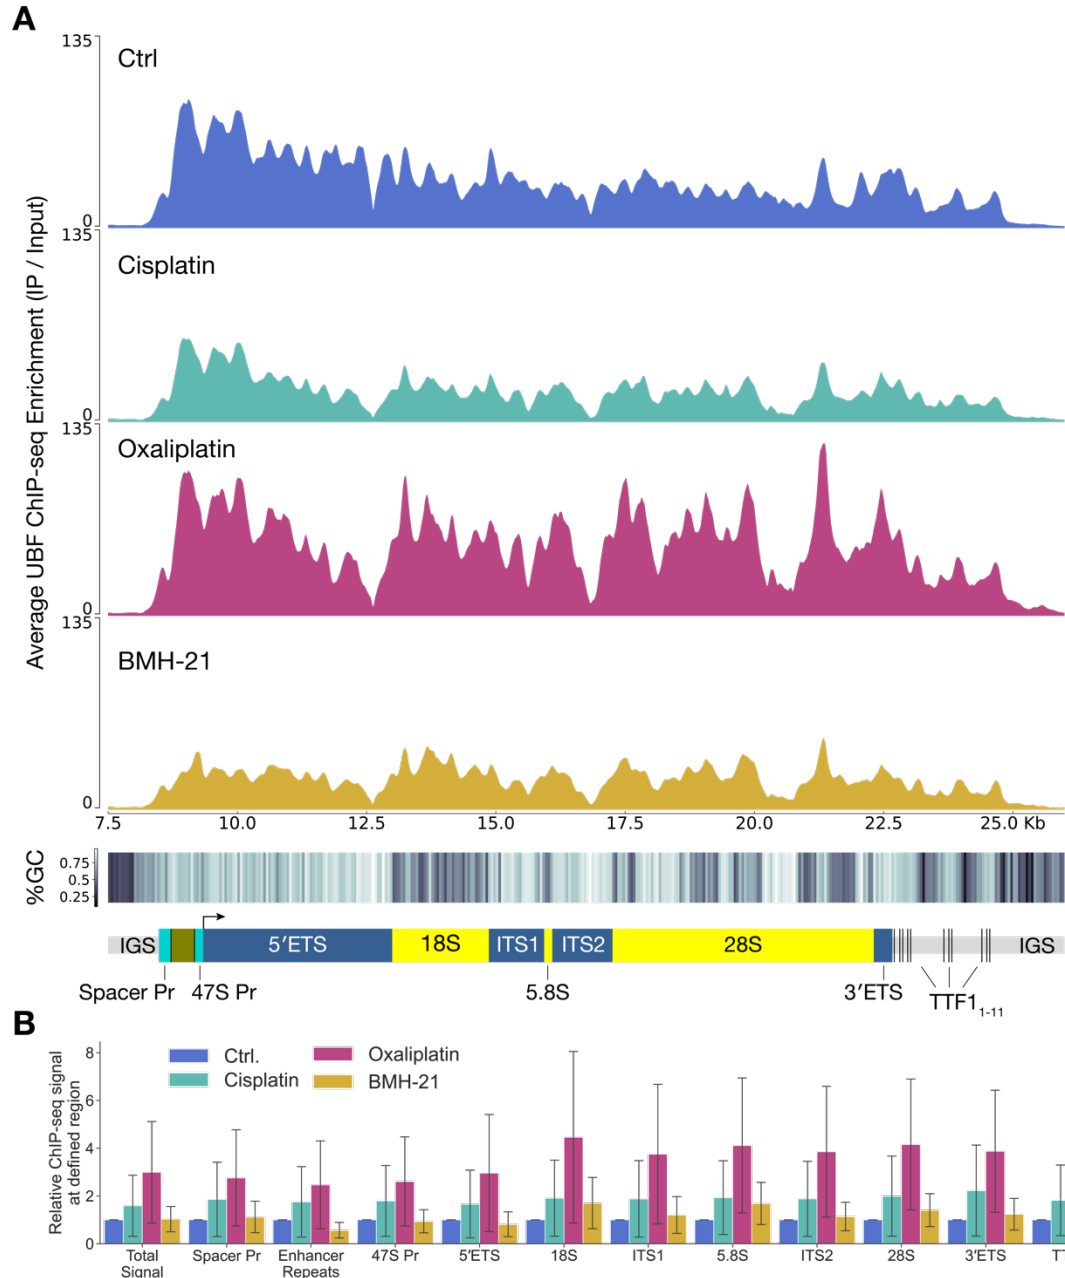 A
135
Ctrl
0
135
Cisplatin
0
135
Oxaliplatin
0
135
BMH-21
0
Average UBF ChIP-seq Enrichment (IP / Input)
7.5 10.0 12.5 15.0 17.5 20.0 22.5 25.0 Kb
%GC
0.75
0.5
0.25
IGS 5′ETS 18S ITS1 ITS2 28S IGS
Spacer Pr 47S Pr 5.8S 3′ETS TTF1₁₋₁₁
B
Relative ChIP-seq signal
at defined region
8
6
4
2
0
Ctrl. Oxaliplatin
Cisplatin BMH-21
Total Spacer Pr Enhancer 47S Pr 5′ETS 18S ITS1 5.8S ITS2 28S 3′ETS
Signal Repeats